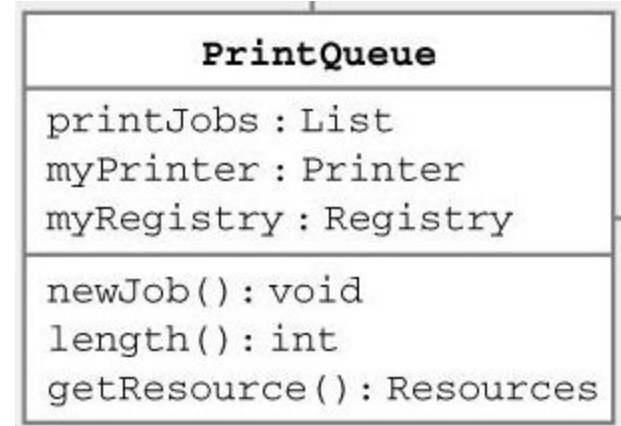 PrintQueue
printJobs : List
myPrinter : Printer
myRegistry : Registry
newJob() : void
length() : int
getResource() : Resources